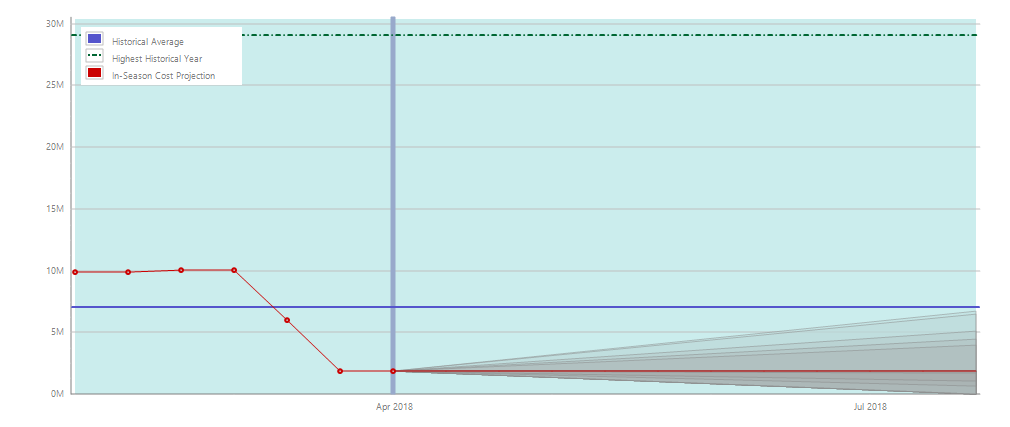 30M
Historical Average
Highest Historical Year
In-Season Cost Projection
25M
20M
15M
10M
5M
0M
Apr 2018
Jul 2018